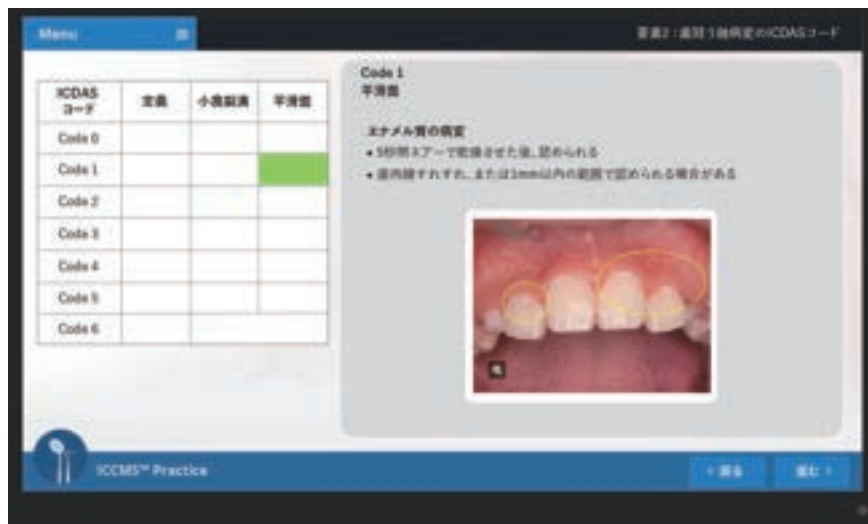 Menu
要素2：歯冠う蝕病変のICDASコード
ICDAS
コード
定義
小窩裂溝
平滑面
Code 0
Code 1
Code 2
Code 3
Code 4
Code 5
Code 6
Code 1
平滑面
エナメル質の病変
• 5秒間エアーで乾燥させた後、認められる
• 歯肉縁すれすれ、または1mm以内の範囲で認められる場合がある
ICCMS™ Practice
‹ 戻る
進む ›